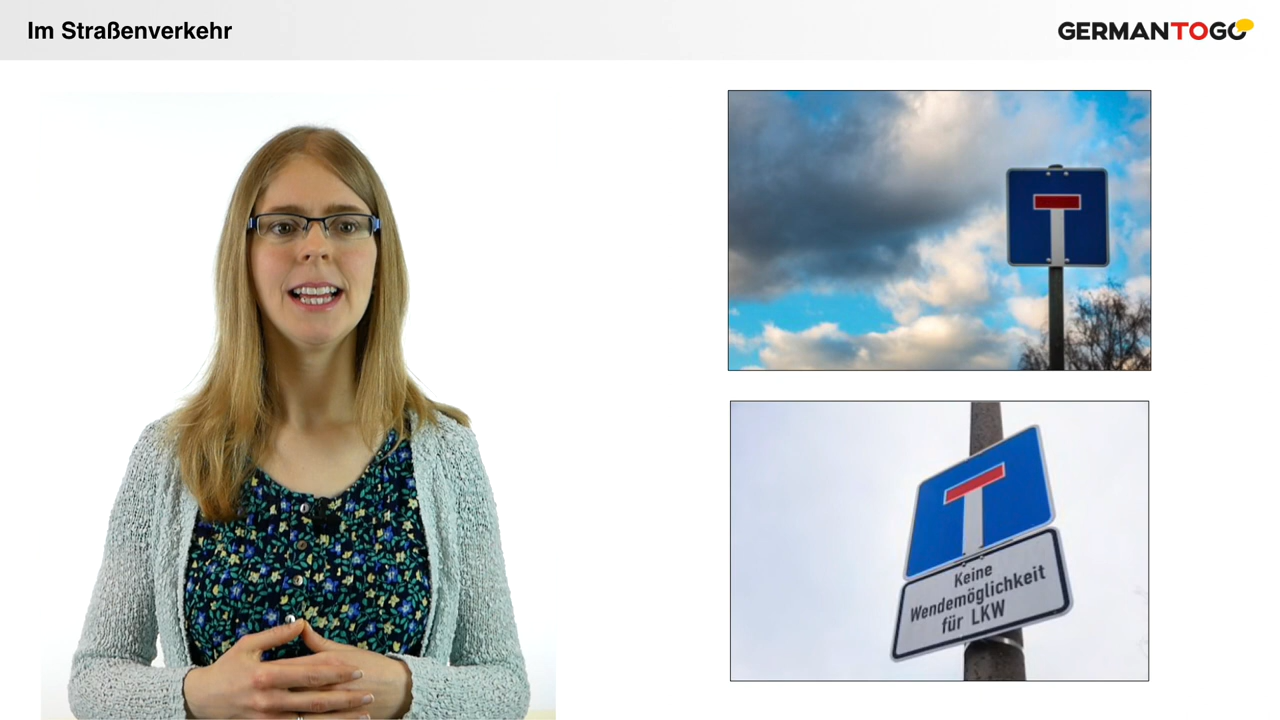 Im Straßenverkehr
GERMANTOGO
Keine
Wendemöglichkeit
für LKW